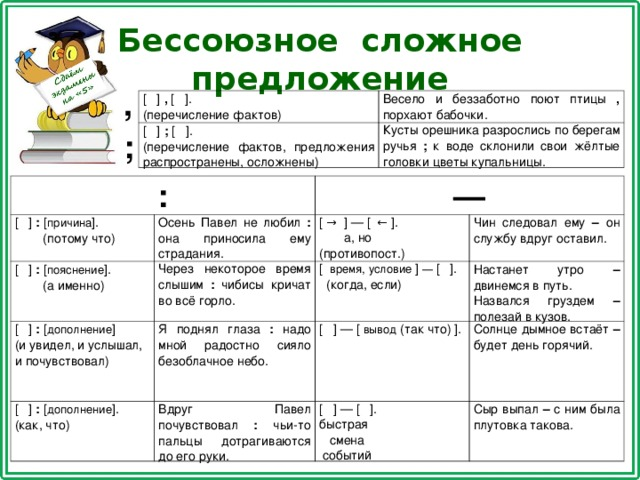 Бессоюзное сложное
предложение
Сдаём
экзамены
на «5»
,
[ ] , [ ].
(перечисление фактов)
Весело и беззаботно поют птицы ,
порхают бабочки.
;
[ ] ; [ ].
(перечисление фактов, предложения
распространены, осложнены)
Кусты орешника разрослись по берегам
ручья ; к воде склонили свои жёлтые
головки цветы купальницы.
:
—
[ ] : [причина].
(потому что)
Осень Павел не любил :
она приносила ему
страдания.
[ → ] — [ ← ].
а, но
(противопост.)
Чин следовал ему – он
службу вдруг оставил.
[ ] : [пояснение].
(а именно)
Через некоторое время
слышим : чибисы кричат
во всё горло.
[ время, условие ] — [ ].
(когда, если)
Настанет утро –
двинемся в путь.
Назвался груздем –
полезай в кузов.
[ ] : [дополнение]
(и увидел, и услышал,
и почувствовал)
Я поднял глаза : надо
мной радостно сияло
безоблачное небо.
[ ] — [ вывод (так что) ].
Солнце дымное встаёт –
будет день горячий.
[ ] : [дополнение].
(как, что)
Вдруг Павел
почувствовал : чьи-то
пальцы дотрагиваются
до его руки.
[ ] — [ ].
быстрая
смена
событий
Сыр выпал – с ним была
плутовка такова.